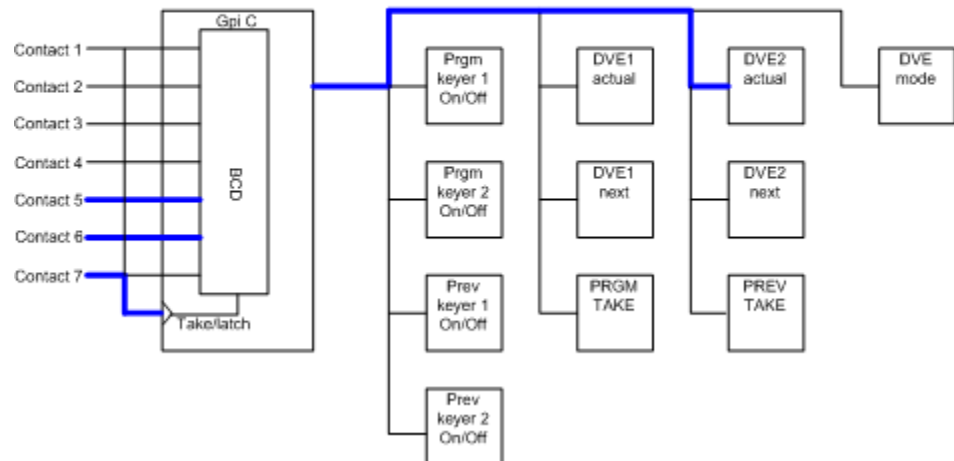 Gpi C
Contact 1
Contact 2
Contact 3
Contact 4
Contact 5
Contact 6
Contact 7
BCD
Take/latch
Prgm
keyer 1
On/Off
Prgm
keyer 2
On/Off
Prev
keyer 1
On/Off
Prev
keyer 2
On/Off
DVE1
actual
DVE1
next
PRGM
TAKE
DVE2
actual
DVE2
next
PREV
TAKE
DVE
mode